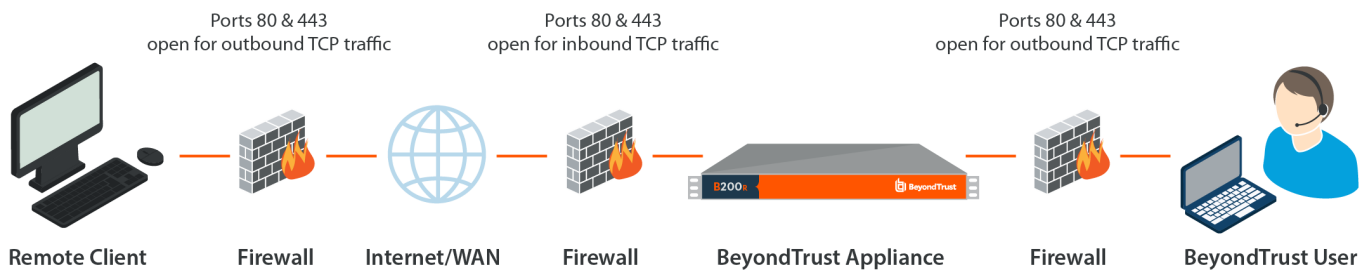 Ports 80 & 443
open for outbound TCP traffic
Ports 80 & 443
open for inbound TCP traffic
Ports 80 & 443
open for outbound TCP traffic
B200R
BeyondTrust
Remote Client
Firewall
Internet/WAN
Firewall
BeyondTrust Appliance
Firewall
BeyondTrust User